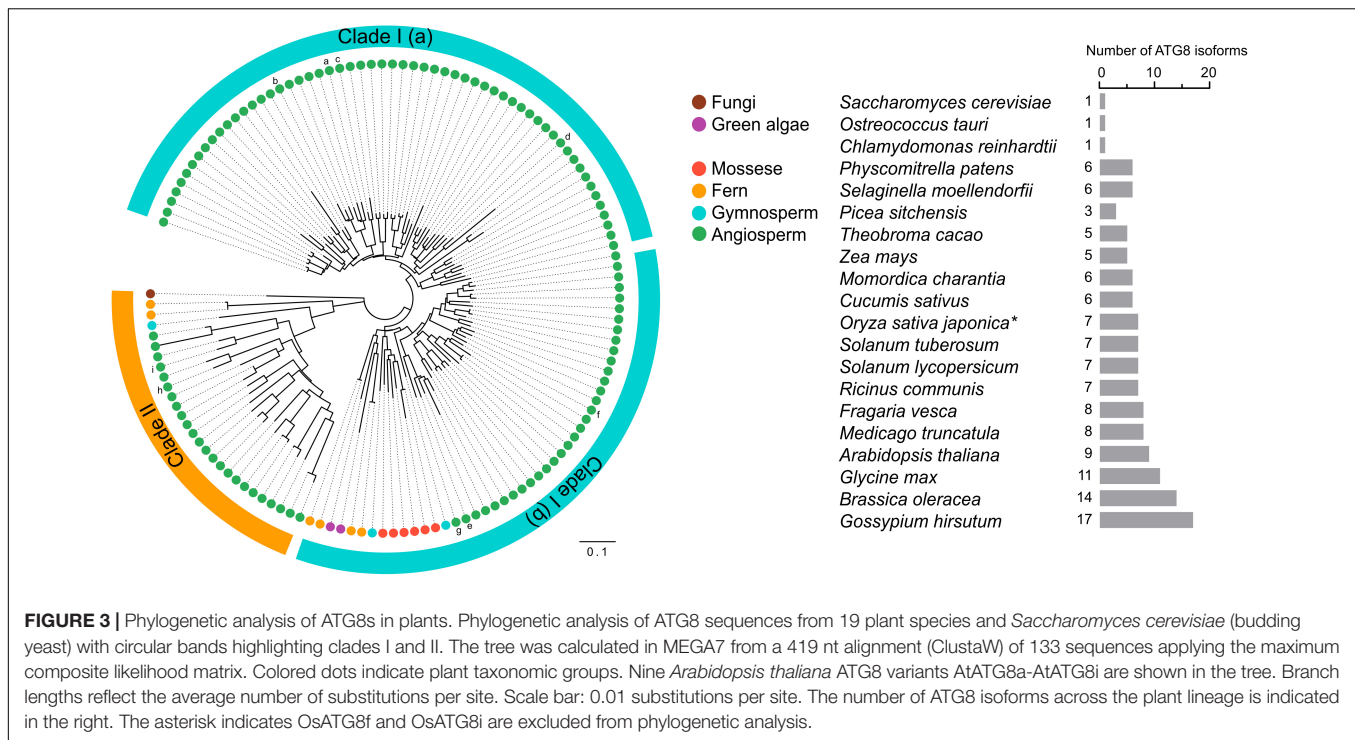 Clade I (a)
a
c
b
d
f
Clade I (b)
e
g
h
i
Clade II
0.1
Fungi
Green algae
Mossese
Fern
Gymnosperm
Angiosperm
Number of ATG8 isoforms
0 10 20
Saccharomyces cerevisiae 1
Ostreococcus tauri 1
Chlamydomonas reinhardtii 1
Physcomitrella patens 6
Selaginella moellendorfii 6
Picea sitchensis 3
Theobroma cacao 5
Zea mays 5
Momordica charantia 6
Cucumis sativus 6
Oryza sativa japonica* 7
Solanum tuberosum 7
Solanum lycopersicum 7
Ricinus communis 7
Fragaria vesca 8
Medicago truncatula 8
Arabidopsis thaliana 9
Glycine max 11
Brassica oleracea 14
Gossypium hirsutum 17
FIGURE 3 | Phylogenetic analysis of ATG8s in plants. Phylogenetic analysis of ATG8 sequences from 19 plant species and Saccharomyces cerevisiae (budding
yeast) with circular bands highlighting clades I and II. The tree was calculated in MEGA7 from a 419 nt alignment (ClustaW) of 133 sequences applying the maximum
composite likelihood matrix. Colored dots indicate plant taxonomic groups. Nine Arabidopsis thaliana ATG8 variants AtATG8a-AtATG8i are shown in the tree. Branch
lengths reflect the average number of substitutions per site. Scale bar: 0.01 substitutions per site. The number of ATG8 isoforms across the plant lineage is indicated
in the right. The asterisk indicates OsATG8f and OsATG8i are excluded from phylogenetic analysis.